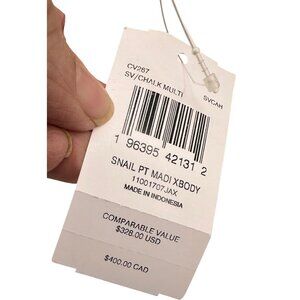 CV267
SV/CHALK MULTI
SVCAH
1 96395 42131 2
SNAIL PT MADI XBODY
11001707JAX
MADE IN INDONESIA
COMPARABLE VALUE
$328.00 USD
$400.00 CAD